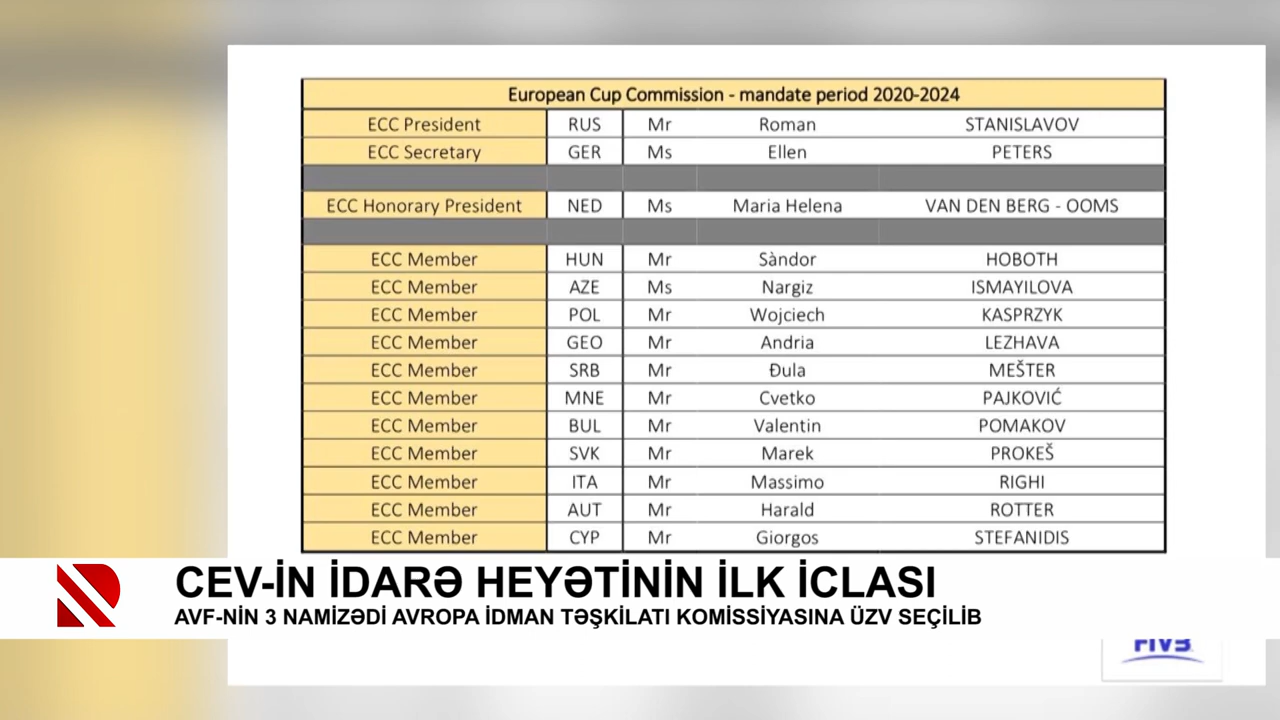 European Cup Commission - mandate period 2020-2024
ECC President RUS Mr Roman STANISLAVOV
ECC Secretary GER Ms Ellen PETERS
ECC Honorary President NED Ms Maria Helena VAN DEN BERG - OOMS
ECC Member HUN Mr Sàndor HOBOTH
ECC Member AZE Ms Nargiz ISMAYILOVA
ECC Member POL Mr Wojciech KASPRZYK
ECC Member GEO Mr Andria LEZHAVA
ECC Member SRB Mr Đula MEŠTER
ECC Member MNE Mr Cvetko PAJKOVIĆ
ECC Member BUL Mr Valentin POMAKOV
ECC Member SVK Mr Marek PROKEŠ
ECC Member ITA Mr Massimo RIGHI
ECC Member AUT Mr Harald ROTTER
ECC Member CYP Mr Giorgos STEFANIDIS
CEV-İN İDARƏ HEYƏTİNİN İLK İCLASI
AVF-NİN 3 NAMİZƏDİ AVROPA İDMAN TƏŞKİLATI KOMİSSİYASINA ÜZV SEÇİLİB
FIVB